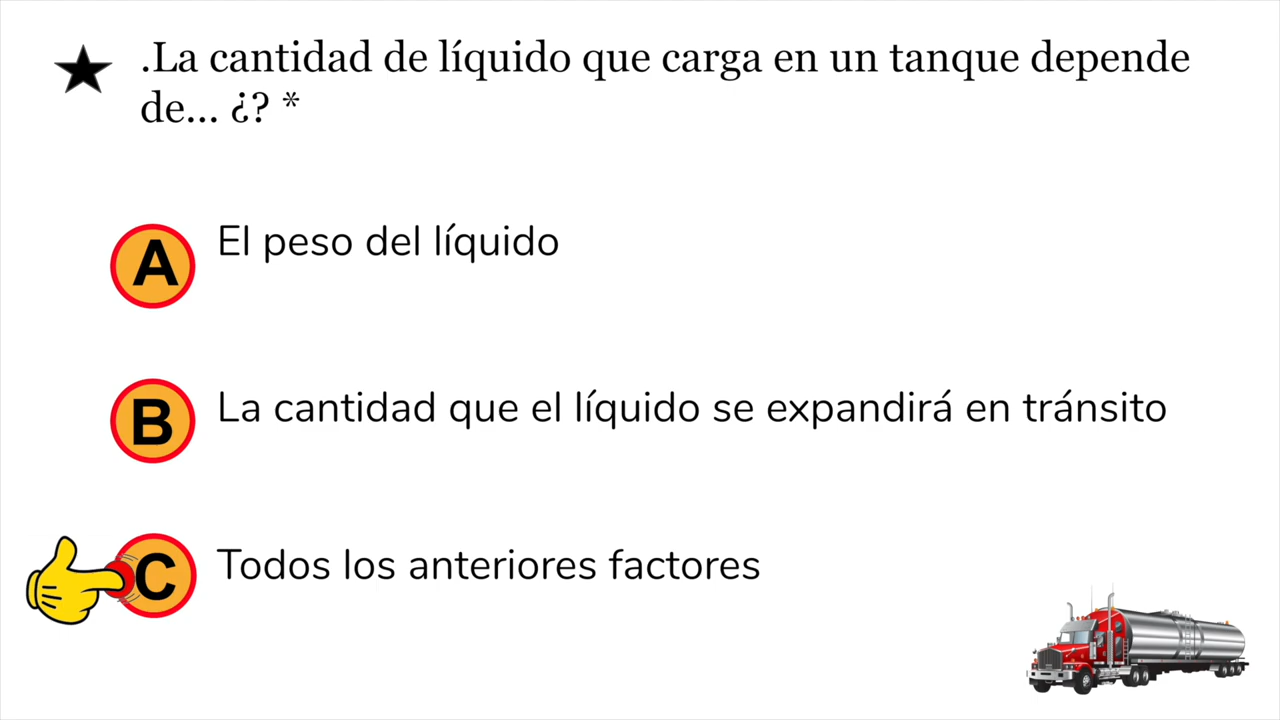 .La cantidad de líquido que carga en un tanque depende
de... ¿? *
A El peso del líquido
B La cantidad que el líquido se expandirá en tránsito
C Todos los anteriores factores